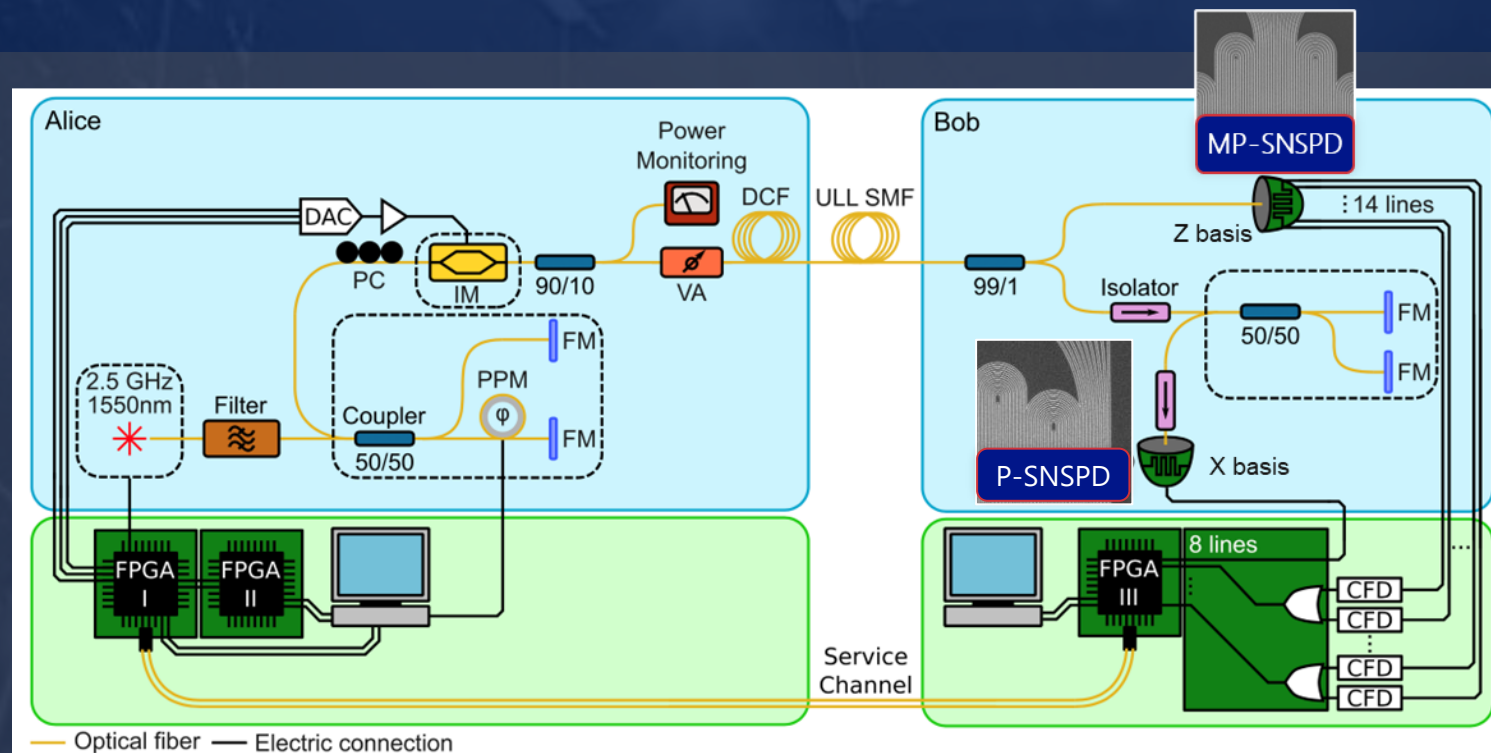 Alice
Power
Monitoring
DAC
PC
IM
90/10
VA
DCF
ULL SMF
2.5 GHz
1550nm
Filter
Coupler
50/50
PPM
φ
FM
FM
Bob
MP-SNSPD
⋮14 lines
Z basis
99/1
Isolator
50/50
FM
FM
P-SNSPD
X basis
FPGA
I
FPGA
II
Service
Channel
FPGA
III
8 lines
CFD
CFD
CFD
CFD
Optical fiber
Electric connection